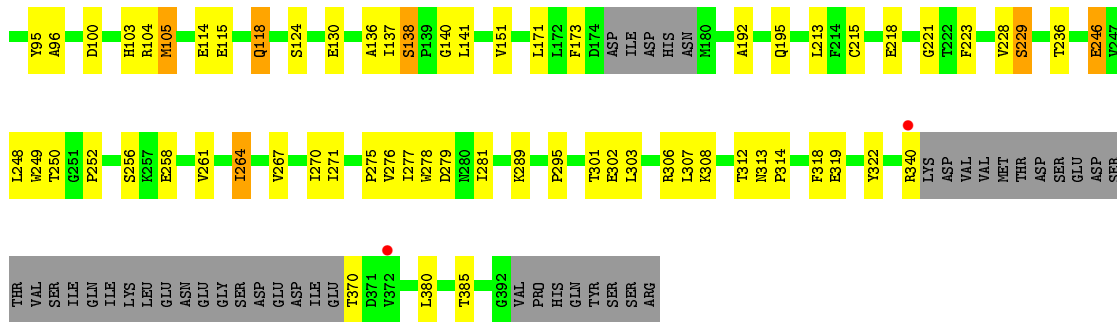 Y95 A96 D100 H103 R104 M105 E114 E115 Q118 S124 E130 A136 I137 S138 P139 G140 L141 V151 L171 L172 F173 D174 ASP ILE ASP HIS ASN M180 A192 Q195 L213 F214 C215 E218 G221 T222 F223 V228 S229 T236 E246 V247
L248 W249 T250 G251 P252 S256 K257 E258 V261 I264 V267 I270 I271 P275 V276 I277 W278 D279 N280 I281 K289 P295 T301 E302 L303 R306 L307 K308 T312 N313 P314 F318 E319 Y322 R340 LYS ASP VAL VAL MET THR ASP SER GLU ASP SER
THR VAL SER ILE GLN ILE LYS LEU GLU ASN GLU GLY SER ASP GLU ASP ILE GLU T370 D371 V372 L380 T385 G392 VAL PRO HIS GLN TYR SER SER ARG